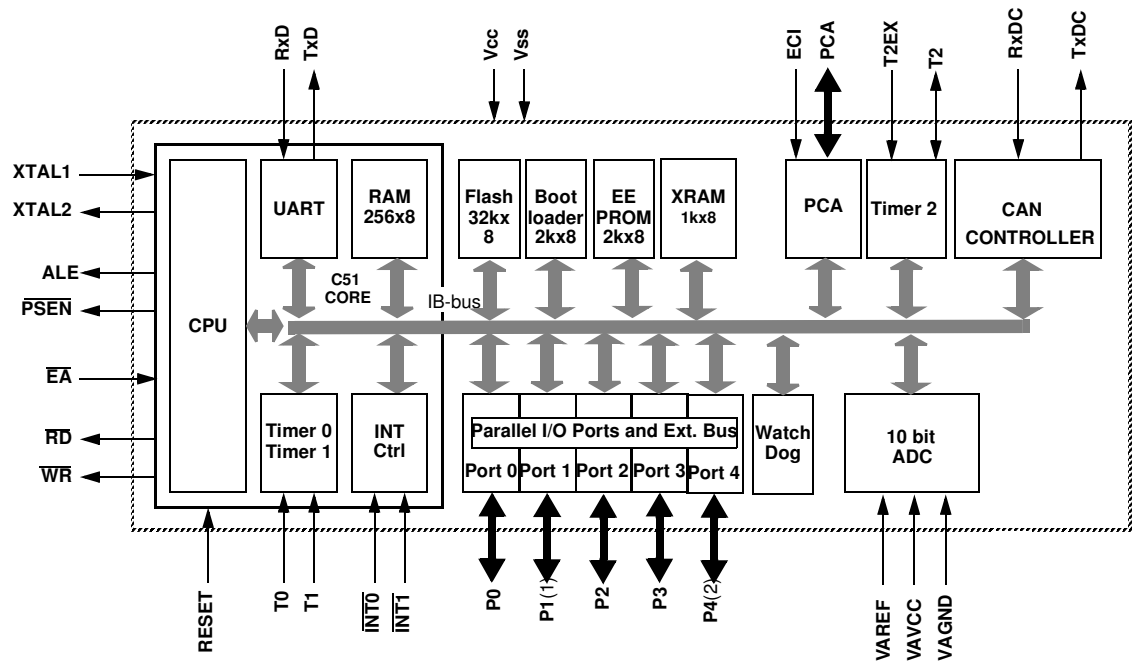 RxD
TxD
Vcc
Vss
ECI
PCA
T2EX
T2
RxDC
TxDC
XTAL1
XTAL2
ALE
PSEN
EA
RD
WR
CPU
UART
RAM
256x8
C51
CORE
IB-bus
Flash
32kx
8
Boot
loader
2kx8
EE
PROM
2kx8
XRAM
1kx8
PCA
Timer 2
CAN
CONTROLLER
Timer 0
Timer 1
INT
Ctrl
Parallel I/O Ports and Ext. Bus
Port 0
Port 1
Port 2
Port 3
Port 4
Watch
Dog
10 bit
ADC
RESET
T0
T1
INT0
INT1
P0
P1(1)
P2
P3
P4(2)
VAREF
VAVCC
VAGND